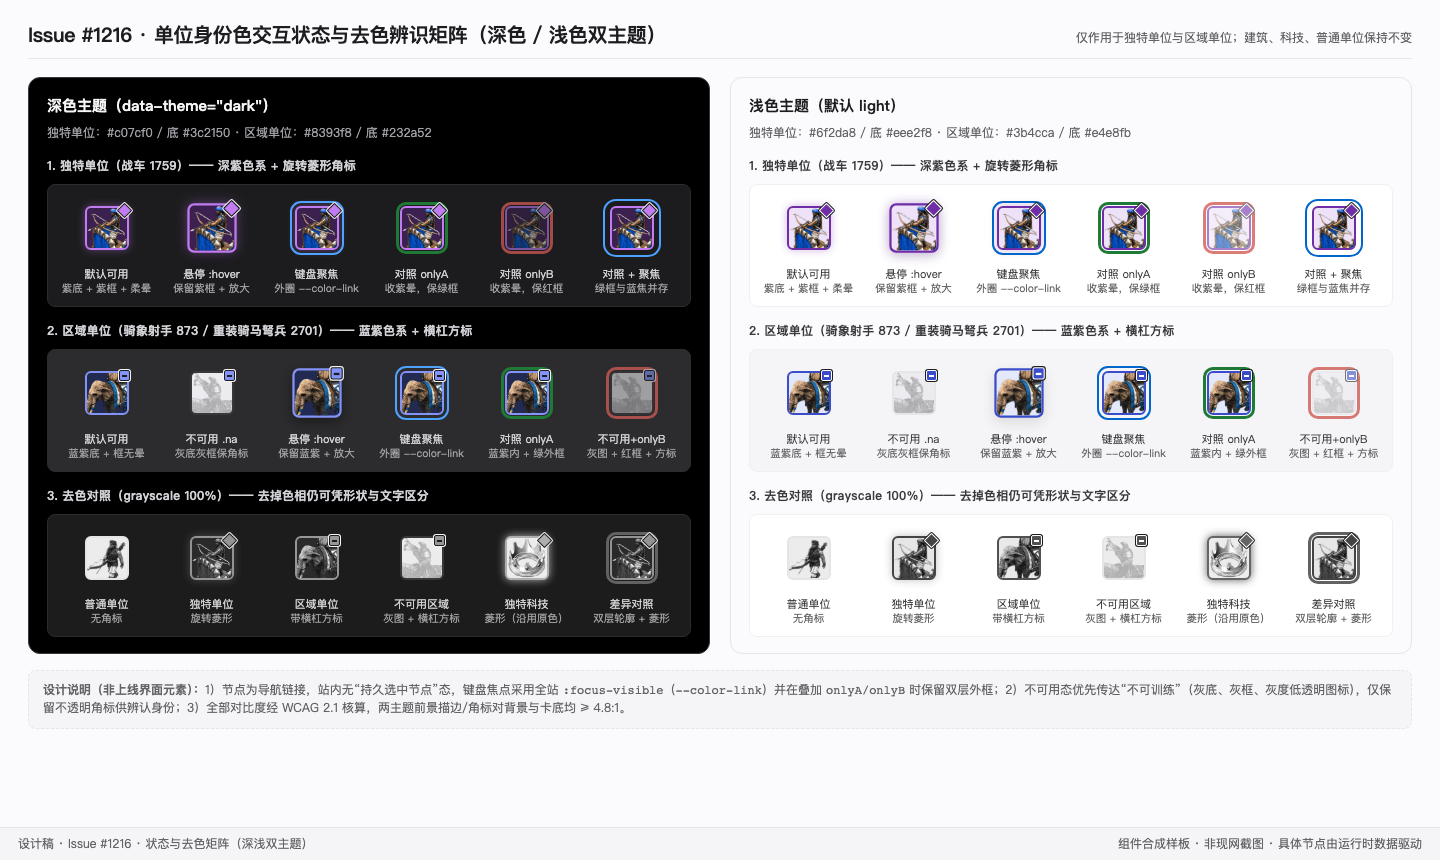 Issue #1216 · 单位身份色交互状态与去色辨识矩阵（深色 / 浅色双主题）
仅作用于独特单位与区域单位；建筑、科技、普通单位保持不变
深色主题（data-theme="dark"）
独特单位：#c07cf0 / 底 #3c2150 · 区域单位：#8393f8 / 底 #232a52
1. 独特单位（战车 1759）—— 深紫色系 + 旋转菱形角标
默认可用 悬停 :hover 键盘聚焦 对照 onlyA 对照 onlyB 对照 + 聚焦
紫底 + 紫框 + 柔晕 保留紫框 + 放大 外圈 --color-link 收紫晕，保绿框 收紫晕，保红框 绿框与蓝焦并存
2. 区域单位（骑象射手 873 / 重装骑马弩兵 2701）—— 蓝紫色系 + 横杠方标
默认可用 不可用 .na 悬停 :hover 键盘聚焦 对照 onlyA 不可用+onlyB
蓝紫底 + 框无晕 灰底灰框保角标 保留蓝紫 + 放大 外圈 --color-link 蓝紫内 + 绿外框 灰图 + 红框 + 方标
3. 去色对照（grayscale 100%）—— 去掉色相仍可凭形状与文字区分
普通单位 独特单位 区域单位 不可用区域 独特科技 差异对照
无角标 旋转菱形 带横杠方标 灰图 + 横杠方标 菱形（沿用原色） 双层轮廓 + 菱形
浅色主题（默认 light）
独特单位：#6f2da8 / 底 #eee2f8 · 区域单位：#3b4cca / 底 #e4e8fb
1. 独特单位（战车 1759）—— 深紫色系 + 旋转菱形角标
默认可用 悬停 :hover 键盘聚焦 对照 onlyA 对照 onlyB 对照 + 聚焦
紫底 + 紫框 + 柔晕 保留紫框 + 放大 外圈 --color-link 收紫晕，保绿框 收紫晕，保红框 绿框与蓝焦并存
2. 区域单位（骑象射手 873 / 重装骑马弩兵 2701）—— 蓝紫色系 + 横杠方标
默认可用 不可用 .na 悬停 :hover 键盘聚焦 对照 onlyA 不可用+onlyB
蓝紫底 + 框无晕 灰底灰框保角标 保留蓝紫 + 放大 外圈 --color-link 蓝紫内 + 绿外框 灰图 + 红框 + 方标
3. 去色对照（grayscale 100%）—— 去掉色相仍可凭形状与文字区分
普通单位 独特单位 区域单位 不可用区域 独特科技 差异对照
无角标 旋转菱形 带横杠方标 灰图 + 横杠方标 菱形（沿用原色） 双层轮廓 + 菱形
设计说明（非上线界面元素）：1）节点为导航链接，站内无“持久选中节点”态，键盘焦点采用全站 :focus-visible（--color-link）并在叠加 onlyA/onlyB 时保留双层外框；2）不可用态优先传达“不可训练”（灰底、灰框、灰度低透明图标），仅保
留不透明角标供辨认身份；3）全部对比度经 WCAG 2.1 核算，两主题前景描边/角标对背景与卡底均 ≥ 4.8:1。
设计稿 · Issue #1216 · 状态与去色矩阵（深浅双主题）
组件合成样板 · 非现网截图 · 具体节点由运行时数据驱动